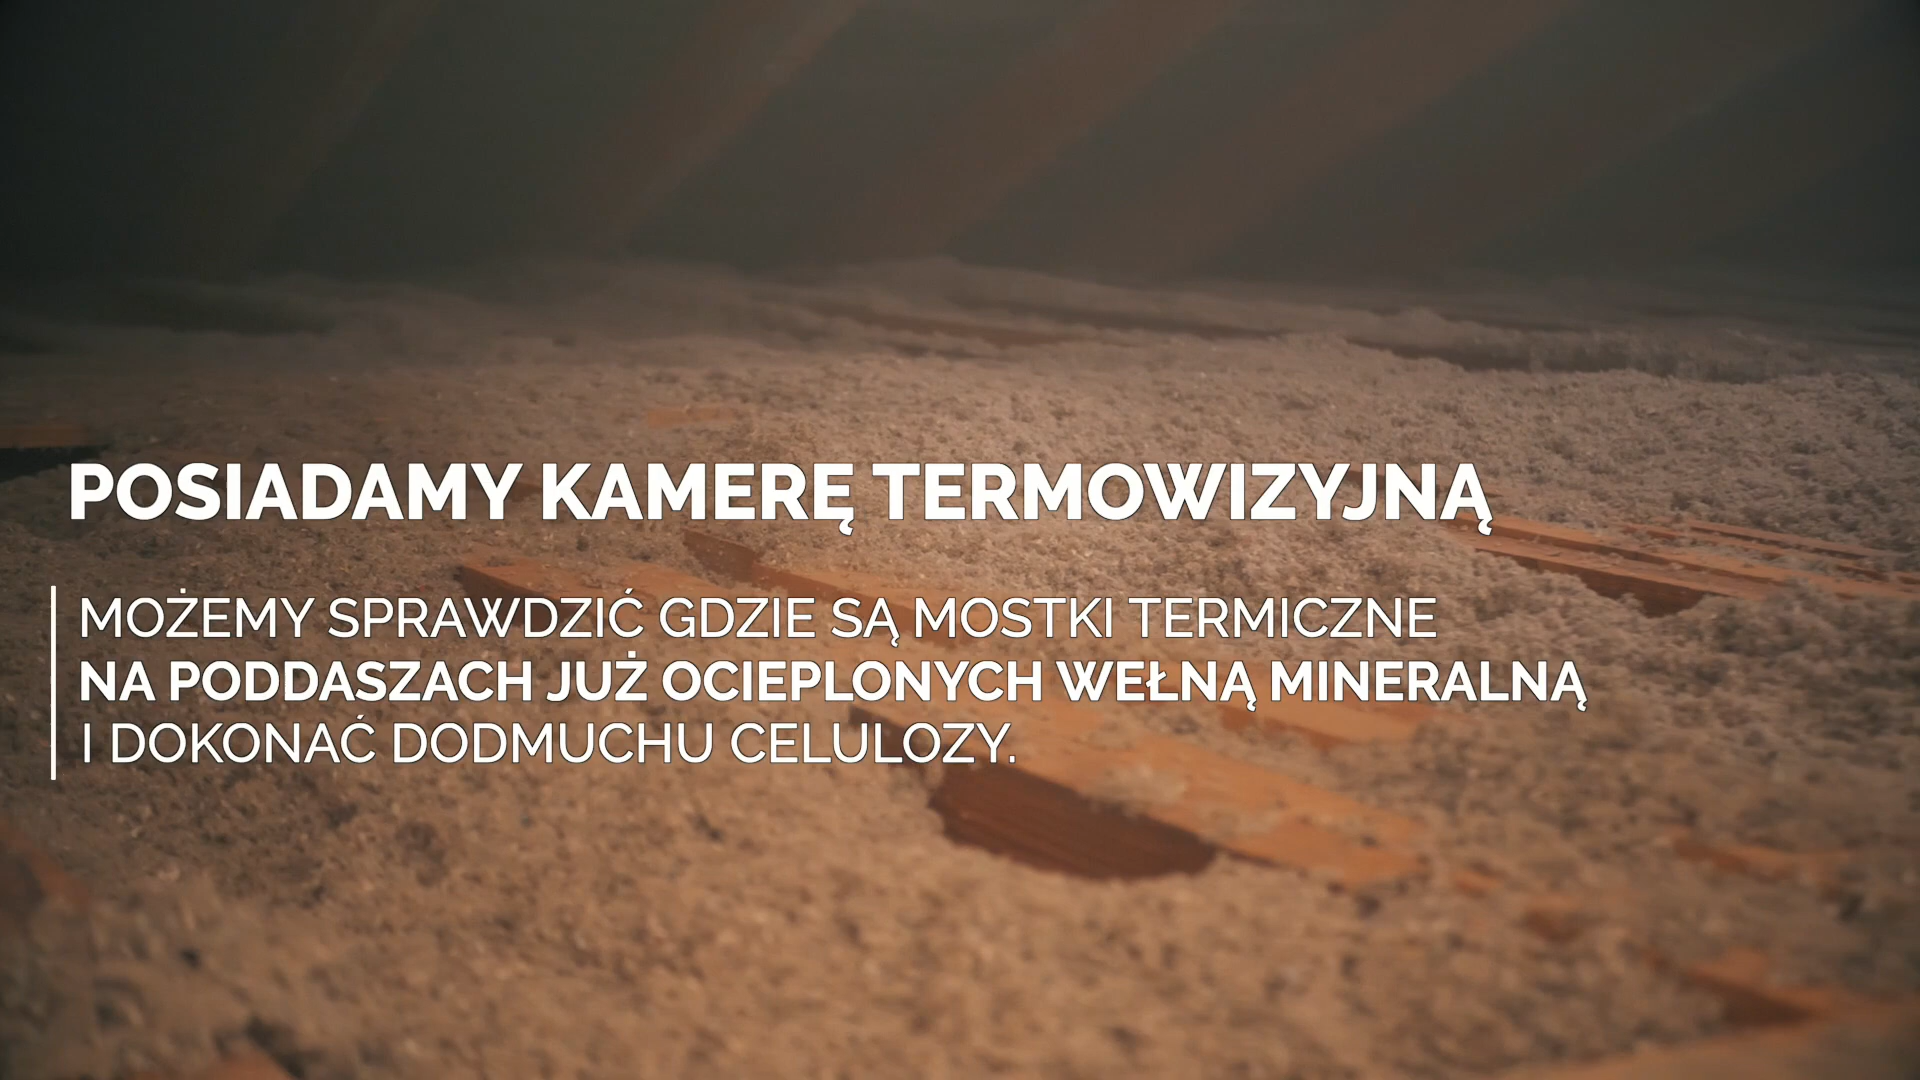 POSIADAMY KAMERĘ TERMOWIZYJNĄ
MOŻEMY SPRAWDZIĆ GDZIE SĄ MOSTKI TERMICZNE
NA PODDASZACH JUŻ OCIEPLONYCH WEŁNĄ MINERALNĄ
I DOKONAĆ DODMUCHU CELULOZY.